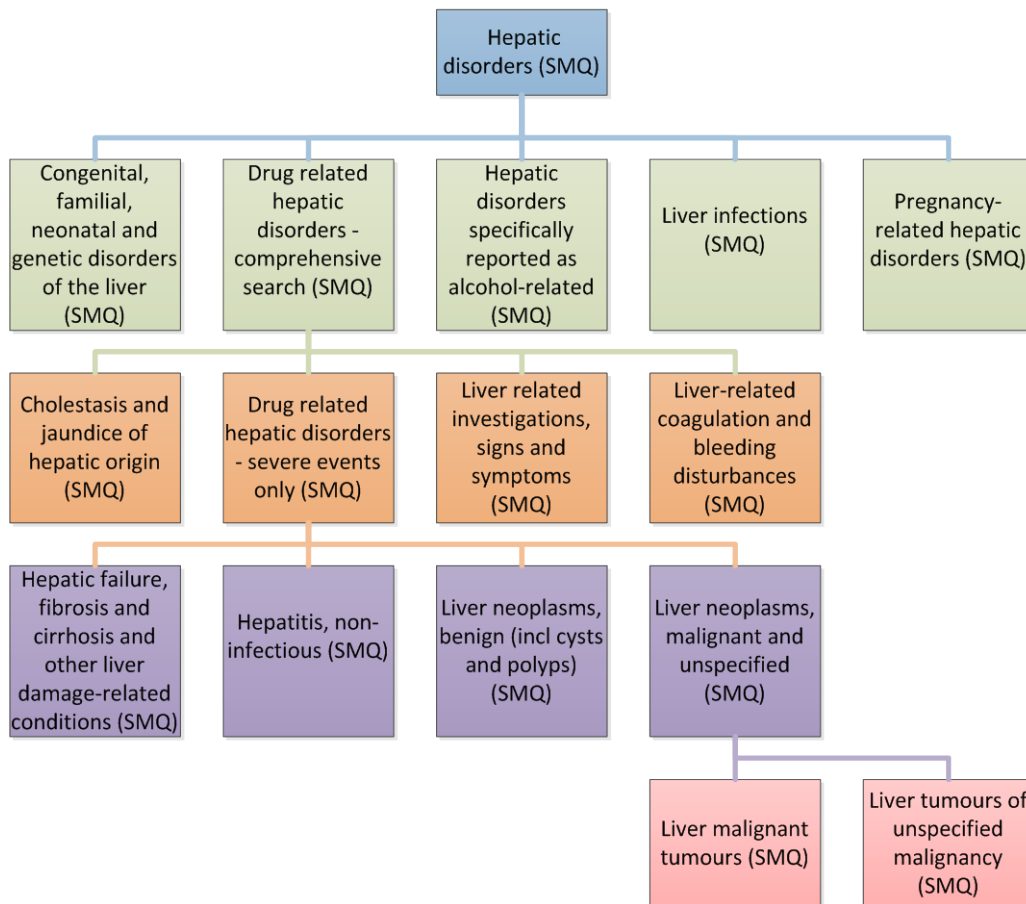 Hepatic
disorders (SMQ)
Congenital,
familial,
neonatal and
genetic disorders
of the liver
(SMQ)
Drug related
hepatic
disorders -
comprehensive
search (SMQ)
Hepatic
disorders
specifically
reported as
alcohol-related
(SMQ)
Liver infections
(SMQ)
Pregnancy-
related hepatic
disorders (SMQ)
Cholestasis and
jaundice of
hepatic origin
(SMQ)
Drug related
hepatic disorders
- severe events
only (SMQ)
Liver related
investigations,
signs and
symptoms
(SMQ)
Liver-related
coagulation and
bleeding
disturbances
(SMQ)
Hepatic failure,
fibrosis and
cirrhosis and
other liver
damage-related
conditions (SMQ)
Hepatitis, non-
infectious (SMQ)
Liver neoplasms,
benign (incl cysts
and polyps)
(SMQ)
Liver neoplasms,
malignant and
unspecified
(SMQ)
Liver malignant
tumours (SMQ)
Liver tumours of
unspecified
malignancy
(SMQ)